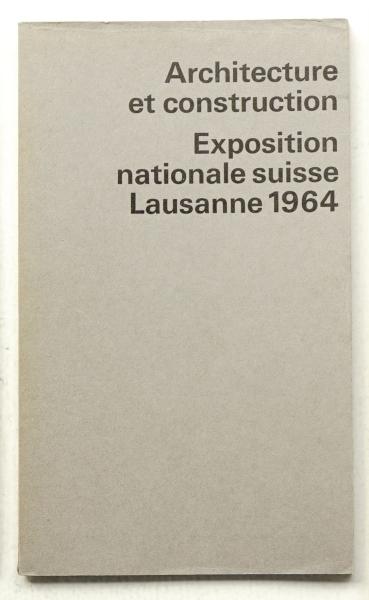 Architecture
et construction
Exposition
nationale suisse
Lausanne 1964